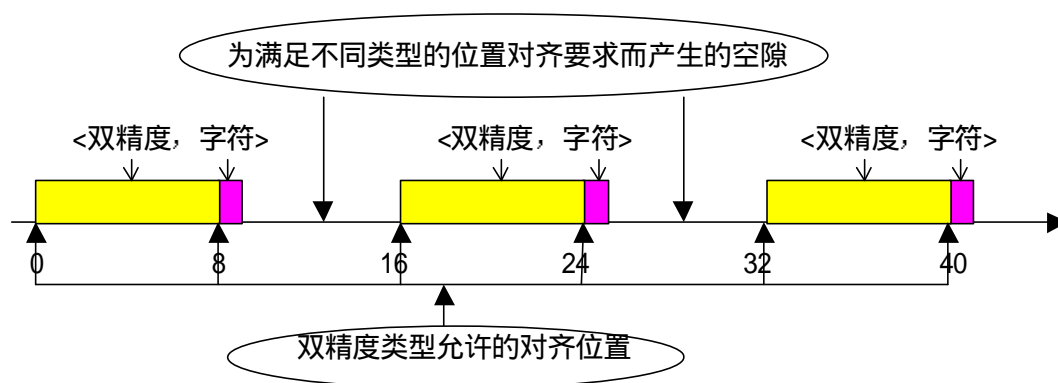 为满足不同类型的位置对齐要求而产生的空隙
<双精度，字符> <双精度，字符> <双精度，字符>
0 8 16 24 32 40
双精度类型允许的对齐位置